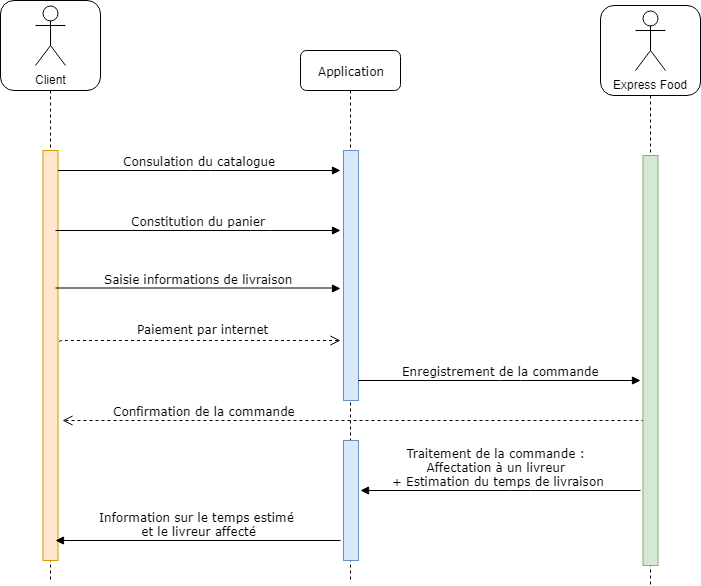 Client
Application
Express Food
Consulation du catalogue
Constitution du panier
Saisie informations de livraison
Paiement par internet
Enregistrement de la commande
Confirmation de la commande
Traitement de la commande :
Affectation à un livreur
+ Estimation du temps de livraison
Information sur le temps estimé
et le livreur affecté